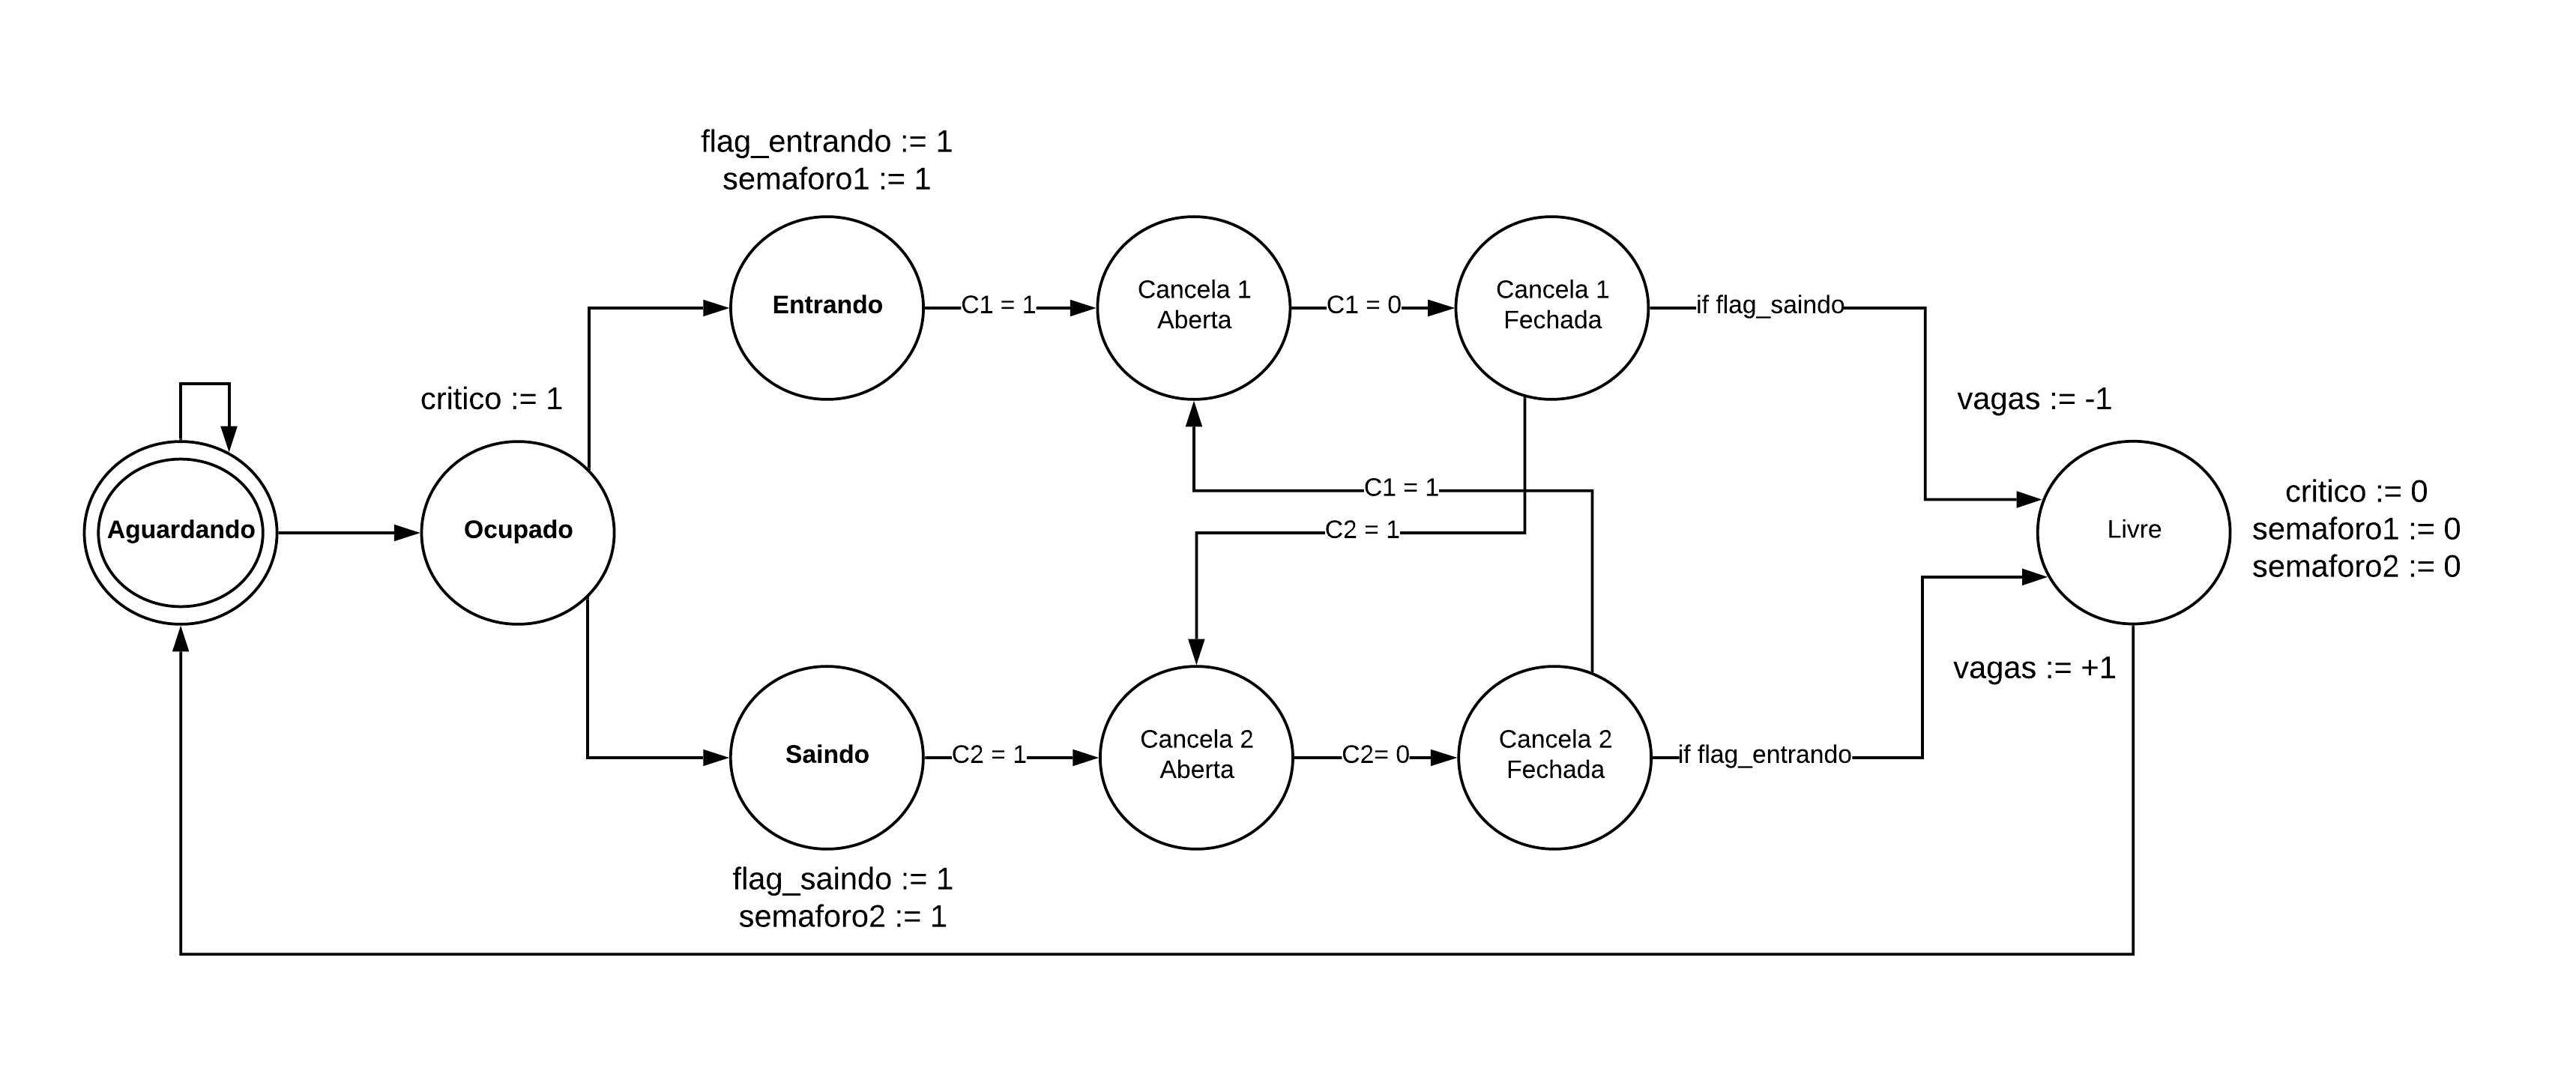 flag_entrando := 1
semaforo1 := 1
Entrando
C1 = 1
Cancela 1
Aberta
C1 = 0
Cancela 1
Fechada
if flag_saindo
critico := 1
vagas := -1
Aguardando
Ocupado
C1 = 1
C2 = 1
Livre
critico := 0
semaforo1 := 0
semaforo2 := 0
vagas := +1
Saindo
C2 = 1
Cancela 2
Aberta
C2= 0
Cancela 2
Fechada
if flag_entrando
flag_saindo := 1
semaforo2 := 1